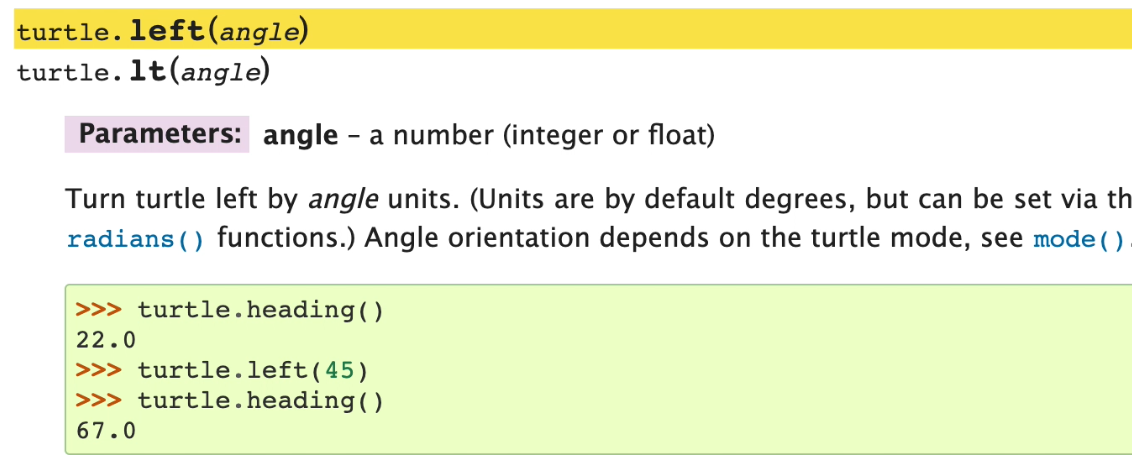 turtle.left(angle)
turtle.lt(angle)
Parameters: angle – a number (integer or float)
Turn turtle left by angle units. (Units are by default degrees, but can be set via
radians() functions.) Angle orientation depends on the turtle mode, see mode().
>>> turtle.heading()
22.0
>>> turtle.left(45)
>>> turtle.heading()
67.0